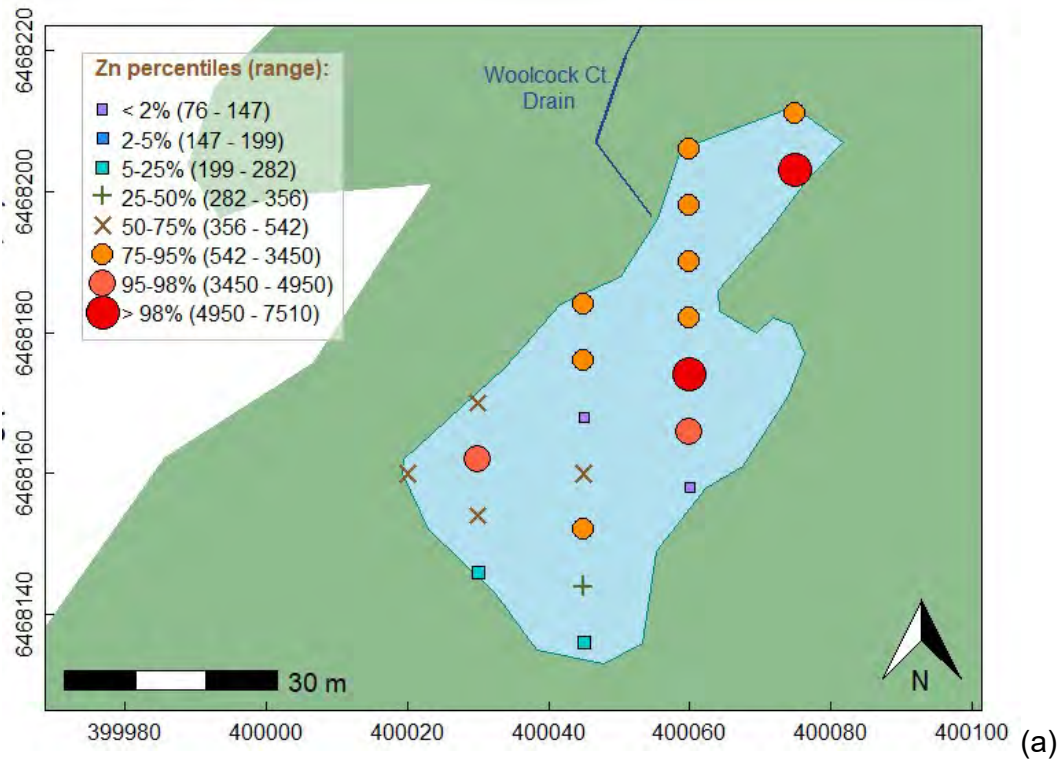 Zn percentiles (range):
< 2% (76 - 147)
2-5% (147 - 199)
5-25% (199 - 282)
25-50% (282 - 356)
50-75% (356 - 542)
75-95% (542 - 3450)
95-98% (3450 - 4950)
> 98% (4950 - 7510)
Woolcock Ct.
Drain
6468220
6468200
6468180
6468160
6468140
30 m
N
399980 400000 400020 400040 400060 400080 400100
(a)